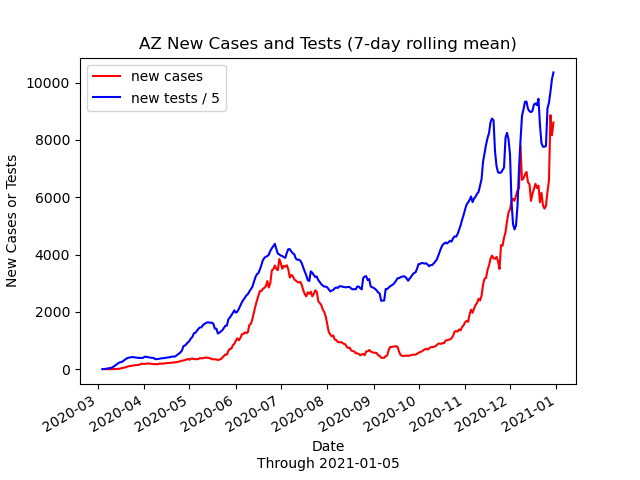 AZ New Cases and Tests (7-day rolling mean)
new cases
new tests / 5
New Cases or Tests
10000
8000
6000
4000
2000
0
2020-03
2020-04
2020-05
2020-06
2020-07
2020-08
2020-09
2020-10
2020-11
2020-12
2021-01
Date
Through 2021-01-05